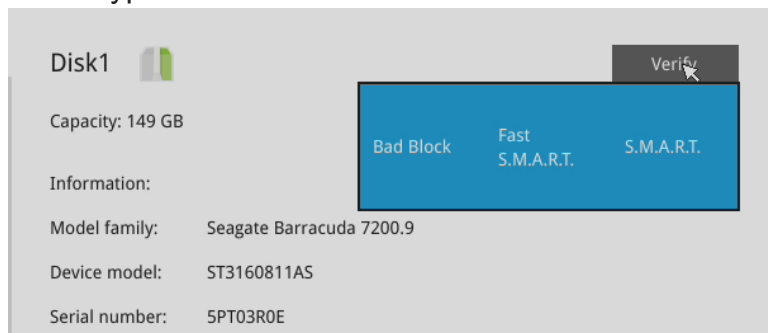 Disk1
Verify
Capacity: 149 GB
Bad Block
Fast
S.M.A.R.T.
S.M.A.R.T.
Information:
Model family: Seagate Barracuda 7200.9
Device model: ST3160811AS
Serial number: 5PT03R0E